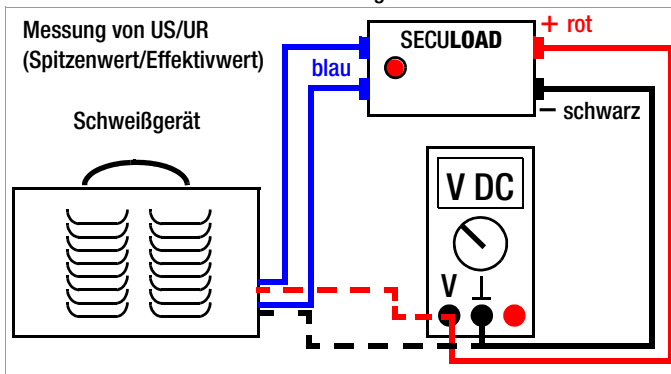 Messung von US/UR
(Spitzenwert/Effektivwert)
SECULOAD
+ rot
blau
– schwarz
Schweißgerät
V DC
V